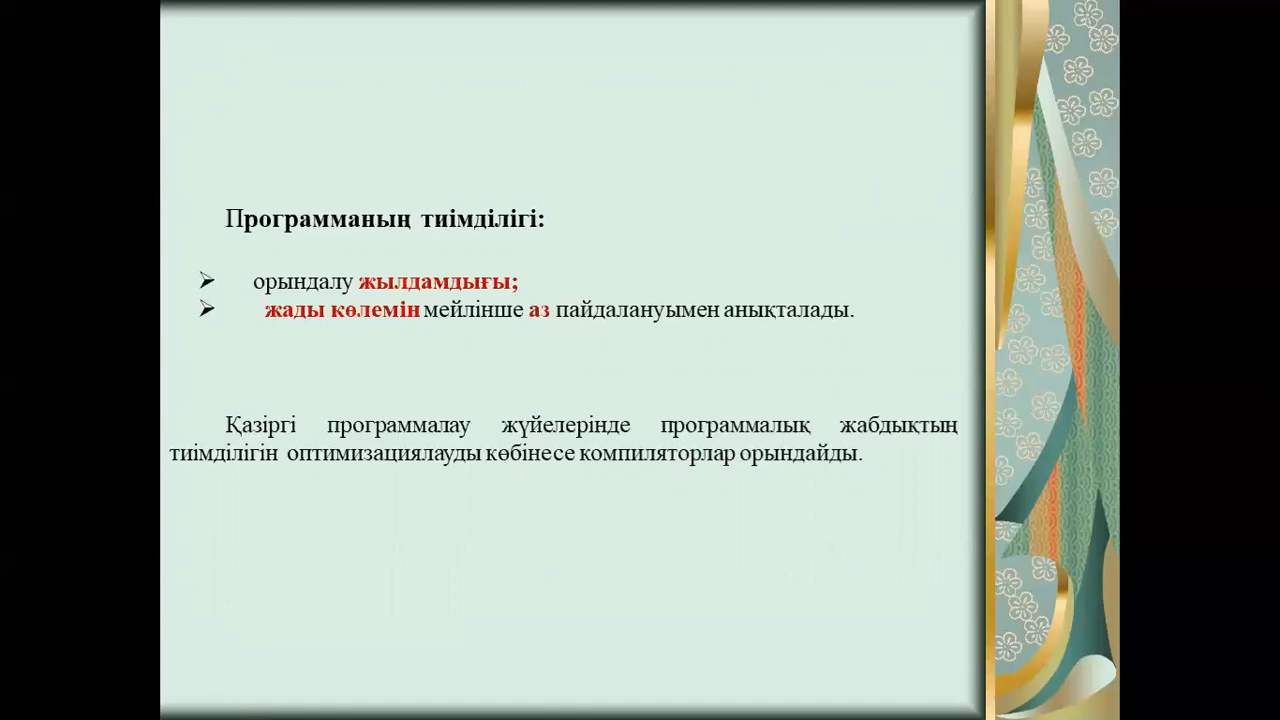 Программаның тиімділігі:
орындалу жылдамдығы;
жады көлемін мейлінше аз пайдалануымен анықталады.
Қазіргі программалау жүйелерінде программалық жабдықтың
тиімділігін оптимизациялауды көбінесе компиляторлар орындайды.